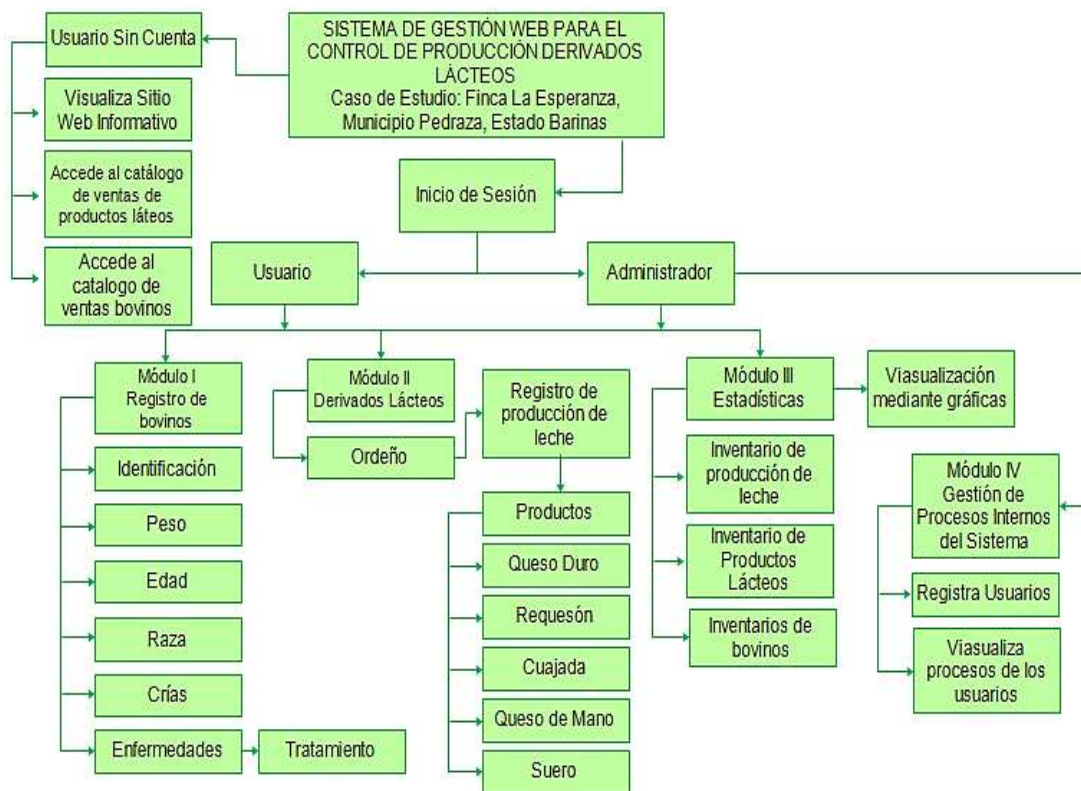 Usuario Sin Cuenta
SISTEMA DE GESTIÓN WEB PARA EL
CONTROL DE PRODUCCIÓN DERIVADOS
LÁCTEOS
Caso de Estudio: Finca La Esperanza,
Municipio Pedraza, Estado Barinas
Visualiza Sitio
Web Informativo
Accede al catálogo
de ventas de
productos láteos
Accede al
catalogo de
ventas bovinos
Inicio de Sesión
Usuario
Administrador
Módulo I
Registro de
bovinos
Identificación
Peso
Edad
Raza
Crías
Enfermedades
Tratamiento
Módulo II
Derivados Lácteos
Ordeño
Registro de
producción de
leche
Productos
Queso Duro
Requesón
Cuajada
Queso de Mano
Suero
Módulo III
Estadísticas
Viasualización
mediante gráficas
Inventario de
producción de
leche
Inventario de
Productos
Lácteos
Inventarios de
bovinos
Módulo IV
Gestión de
Procesos Internos
del Sistema
Registra Usuarios
Viasualiza
procesos de los
usuarios